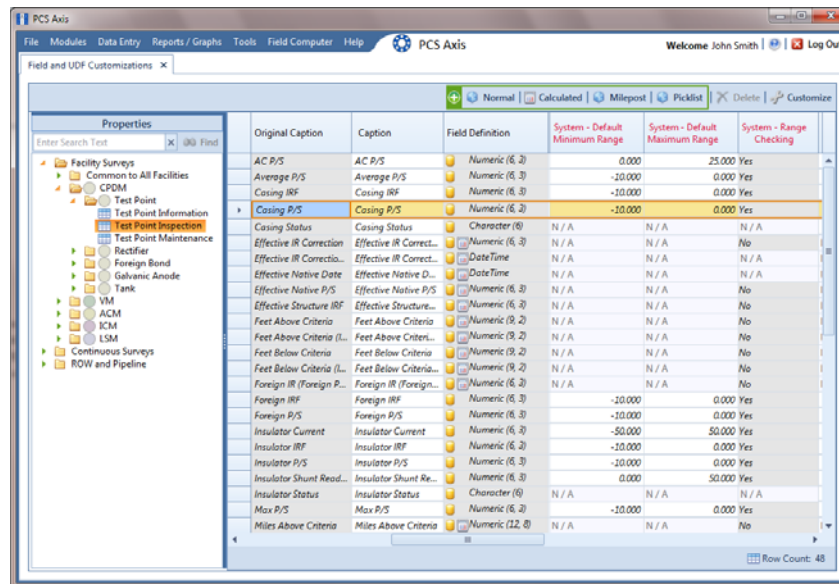 PCS Axis
File Modules Data Entry Reports / Graphs Tools Field Computer Help PCS Axis Welcome John Smith Log Ou
Field and UDF Customizations ×
Normal Calculated Milepost Picklist Delete Customize
Properties
Enter Search Text × Find
Facility Surveys
Common to All Facilities
CPDM
Test Point
Test Point Information
Test Point Inspection
Test Point Maintenance
Rectifier
Foreign Bond
Galvanic Anode
Tank
VM
ACM
ICM
LSM
Continuous Surveys
ROW and Pipeline
Original Caption Caption Field Definition System - Default Minimum Range System - Default Maximum Range System - Range Checking
AC P/S AC P/S Numeric (6, 3) 0.000 25.000 Yes
Average P/S Average P/S Numeric (6, 3) -10.000 0.000 Yes
Casing IRF Casing IRF Numeric (6, 3) -10.000 0.000 Yes
Casing P/S Casing P/S Numeric (6, 3) -10.000 0.000 Yes
Casing Status Casing Status Character (6) N / A N / A N / A
Effective IR Correction Effective IR Correct... Numeric (6, 3) N / A N / A No
Effective IR Correctio... Effective IR Correct... DateTime N / A N / A N / A
Effective Native Date Effective Native D... DateTime N / A N / A N / A
Effective Native P/S Effective Native P/S Numeric (6, 3) N / A N / A No
Effective Structure IRF Effective Structure... Numeric (6, 3) N / A N / A No
Feet Above Criteria Feet Above Criteria Numeric (9, 2) N / A N / A No
Feet Above Criteria (I... Feet Above Criteri... Numeric (9, 2) N / A N / A No
Feet Below Criteria Feet Below Criteria Numeric (9, 2) N / A N / A No
Feet Below Criteria (I... Feet Below Criteria... Numeric (9, 2) N / A N / A No
Foreign IR (Foreign P... Foreign IR (Foreign... Numeric (6, 3) N / A N / A No
Foreign IRF Foreign IRF Numeric (6, 3) -10.000 0.000 Yes
Foreign P/S Foreign P/S Numeric (6, 3) -10.000 0.000 Yes
Insulator Current Insulator Current Numeric (6, 3) -50.000 50.000 Yes
Insulator IRF Insulator IRF Numeric (6, 3) -10.000 0.000 Yes
Insulator P/S Insulator P/S Numeric (6, 3) -10.000 0.000 Yes
Insulator Shunt Read... Insulator Shunt Re... Numeric (6, 3) 0.000 50.000 Yes
Insulator Status Insulator Status Character (6) N / A N / A N / A
Max P/S Max P/S Numeric (6, 3) -10.000 0.000 Yes
Miles Above Criteria Miles Above Criteria Numeric (12, 8) N / A N / A No
Row Count: 48